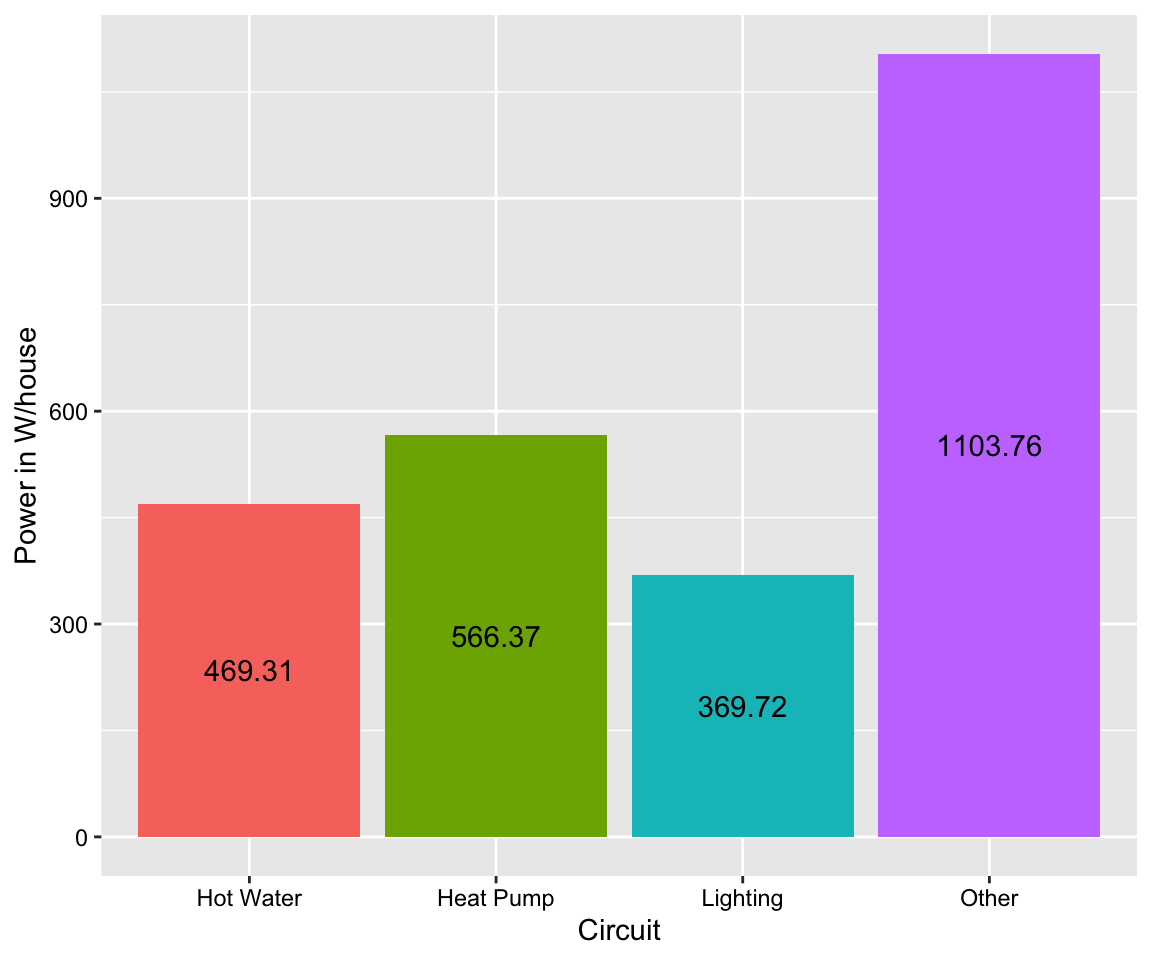 Power in W/house
900
600
300
0
1103.76
566.37
469.31
369.72
Hot Water Heat Pump Lighting Other
Circuit